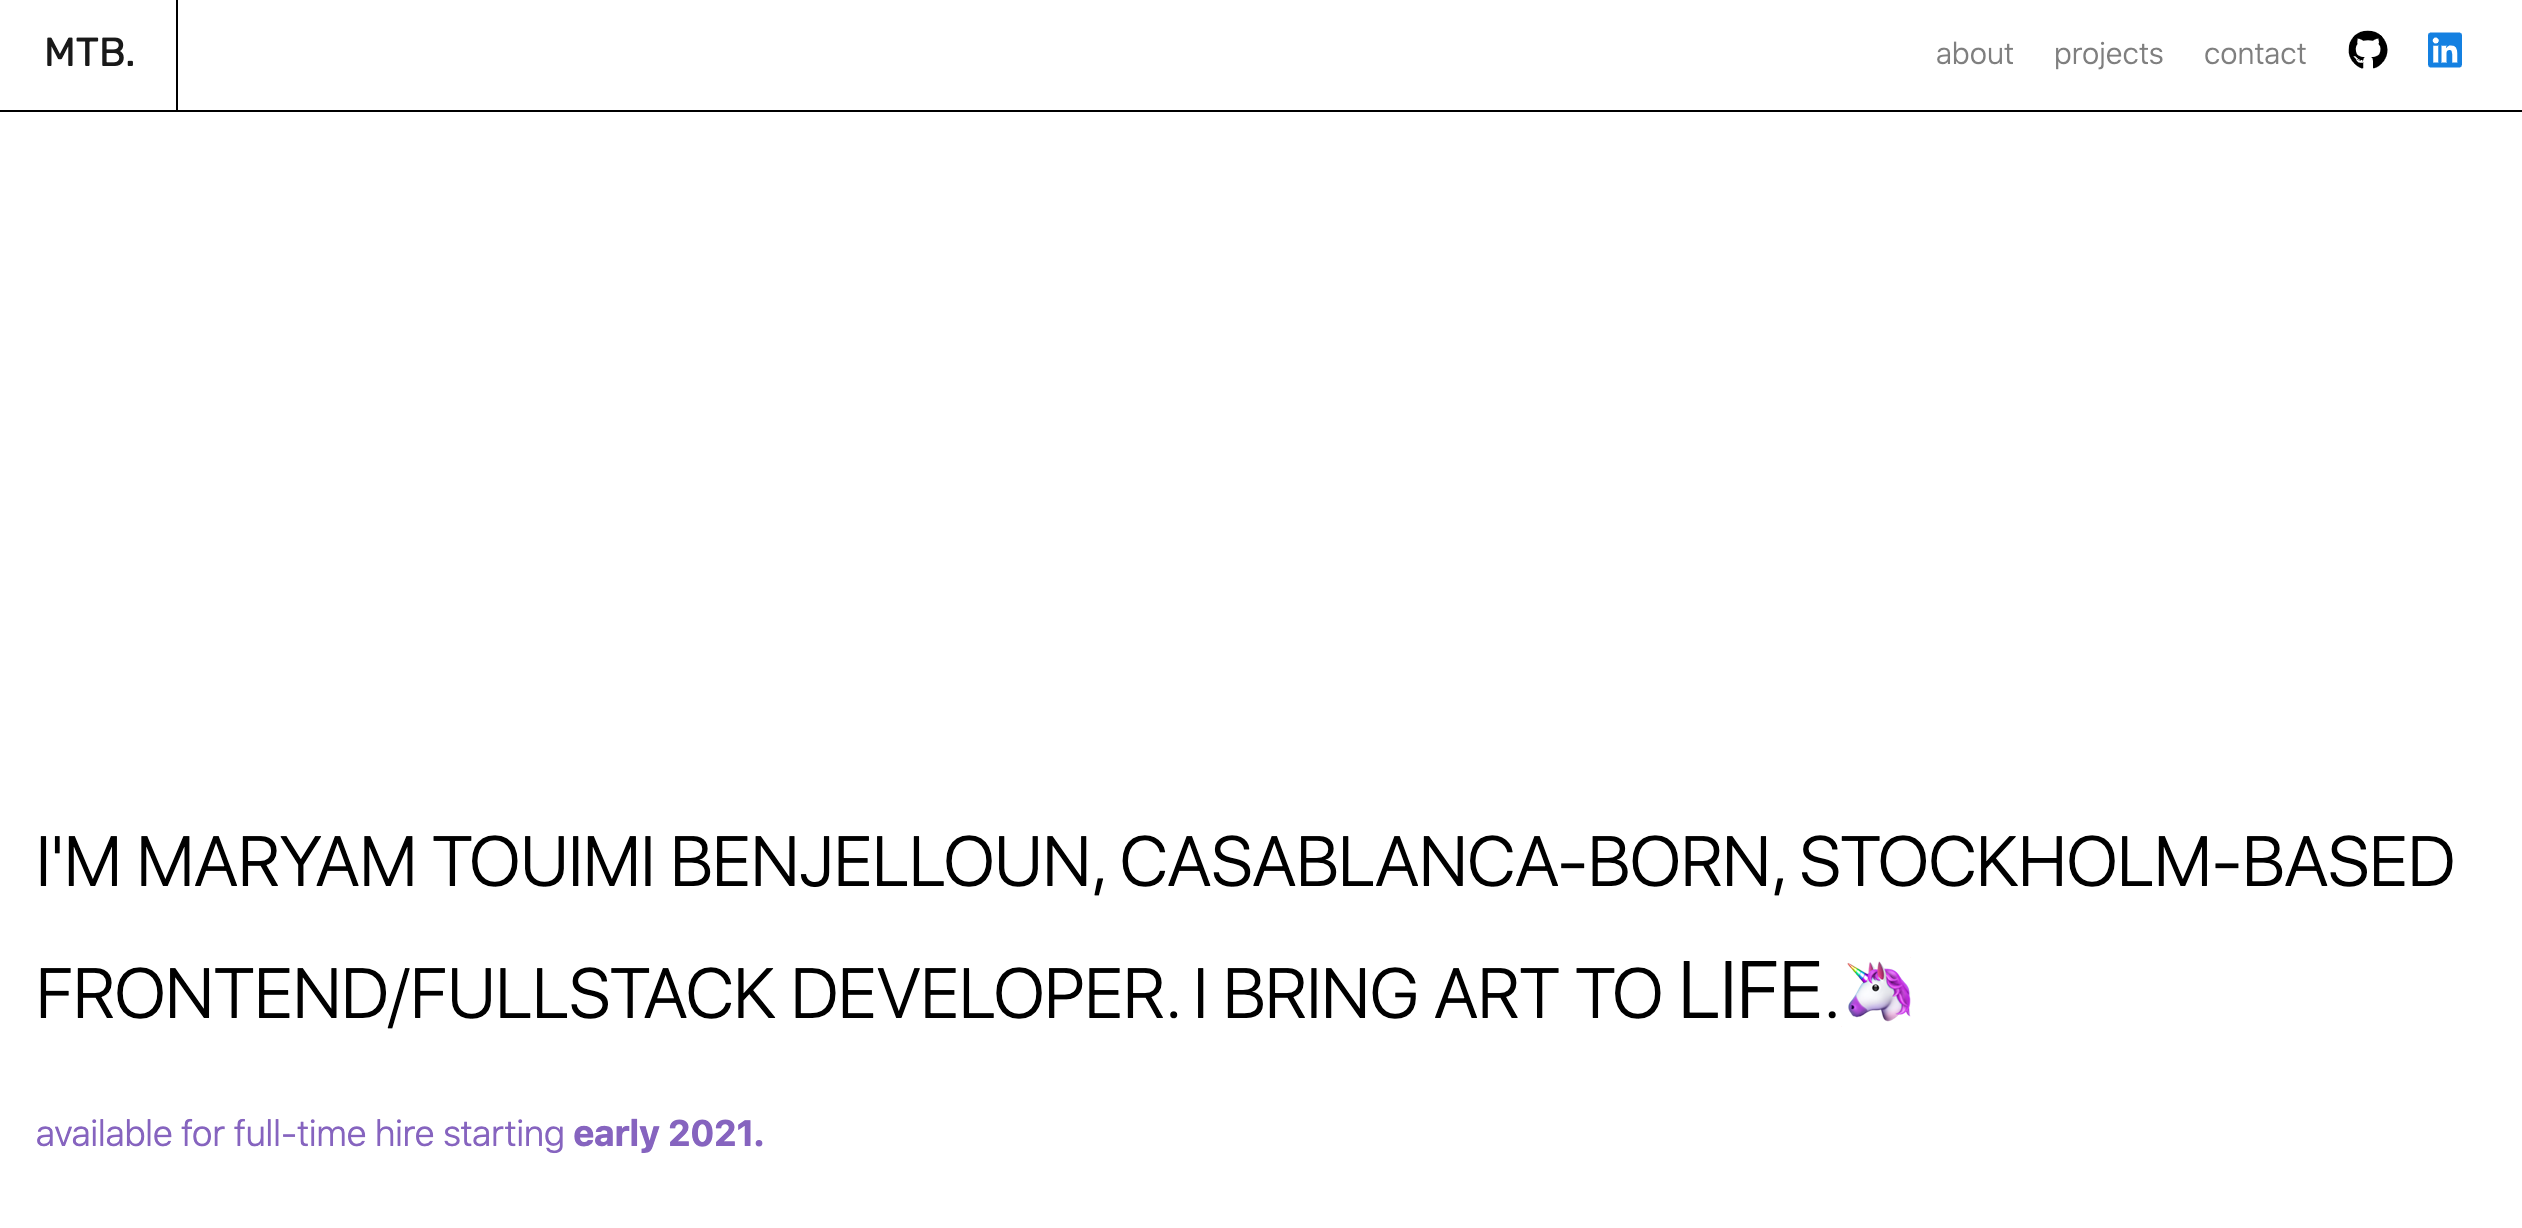 MTB.
about projects contact in
I'M MARYAM TOUIMI BENJELLOUN, CASABLANCA-BORN, STOCKHOLM-BASED
FRONTEND/FULLSTACK DEVELOPER. I BRING ART TO LIFE.🦄
available for full-time hire starting early 2021.